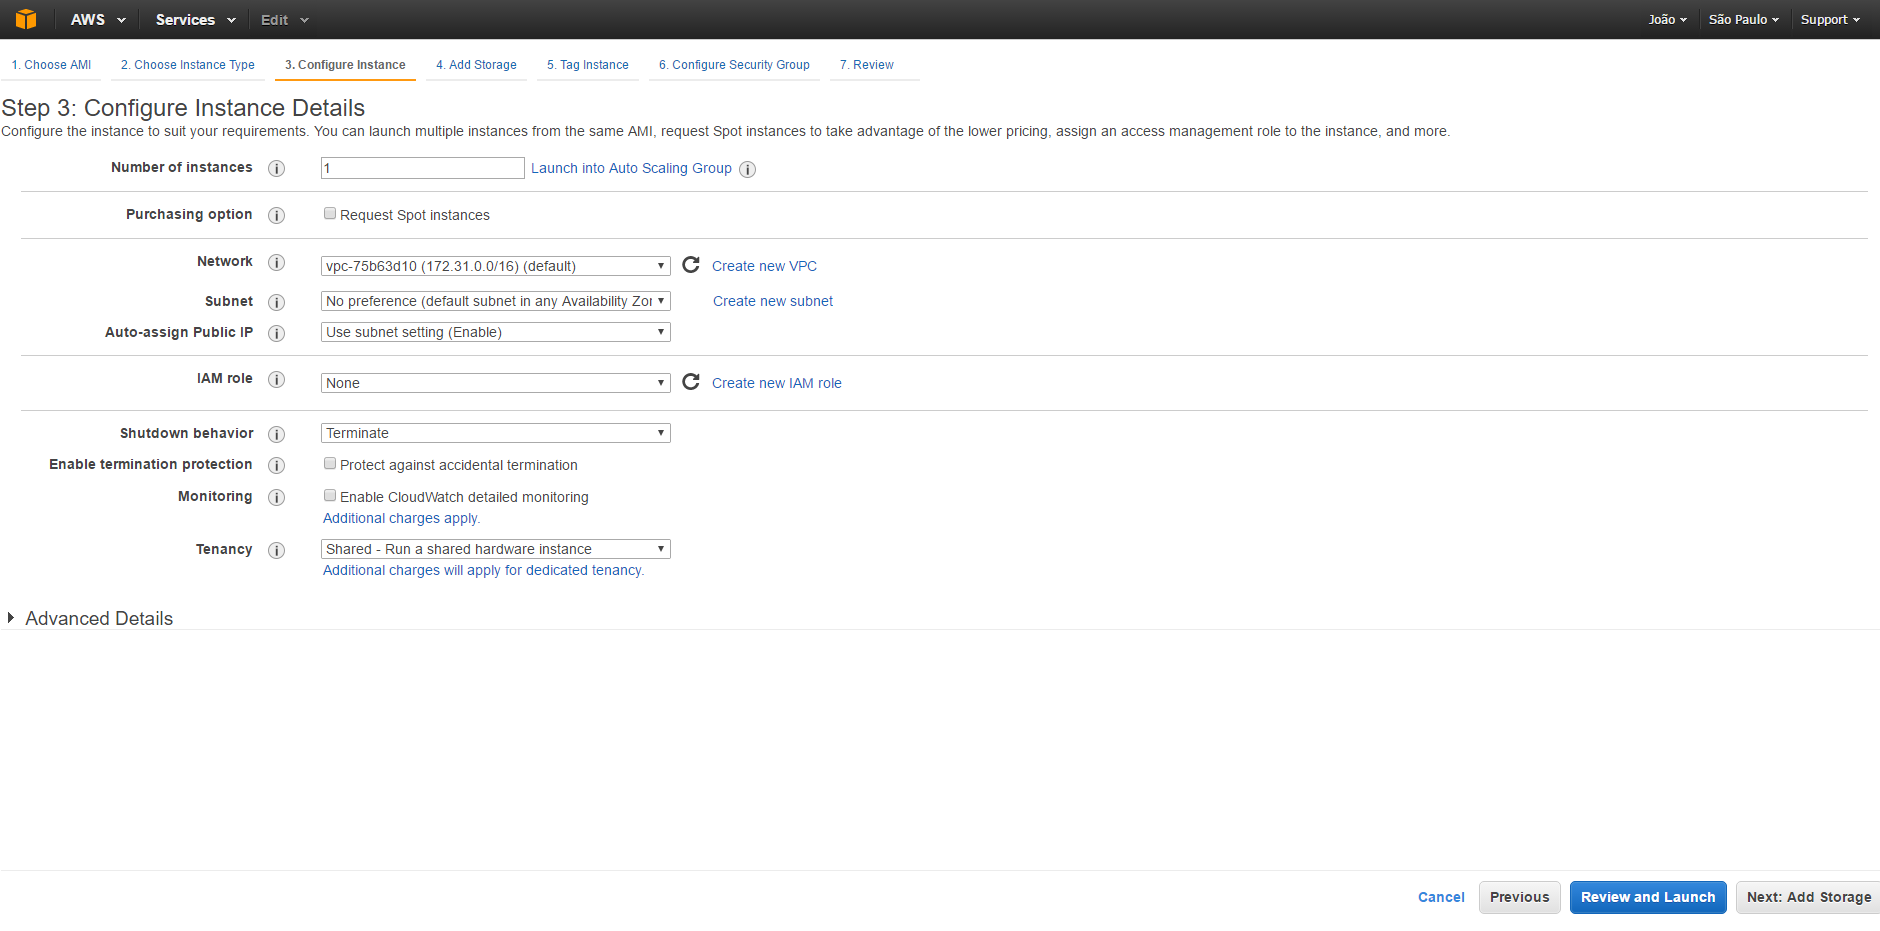 AWS Services Edit João São Paulo Support
1. Choose AMI 2. Choose Instance Type 3. Configure Instance 4. Add Storage 5. Tag Instance 6. Configure Security Group 7. Review
Step 3: Configure Instance Details
Configure the instance to suit your requirements. You can launch multiple instances from the same AMI, request Spot instances to take advantage of the lower pricing, assign an access management role to the instance, and more.
Number of instances i 1 Launch into Auto Scaling Group i
Purchasing option i Request Spot instances
Network i vpc-75b63d10 (172.31.0.0/16) (default) Create new VPC
Subnet i No preference (default subnet in any Availability Zor Create new subnet
Auto-assign Public IP i Use subnet setting (Enable)
IAM role i None Create new IAM role
Shutdown behavior i Terminate
Enable termination protection i Protect against accidental termination
Monitoring i Enable CloudWatch detailed monitoring
Additional charges apply.
Tenancy i Shared - Run a shared hardware instance
Additional charges will apply for dedicated tenancy.
Advanced Details
Cancel Previous Review and Launch Next: Add Storage